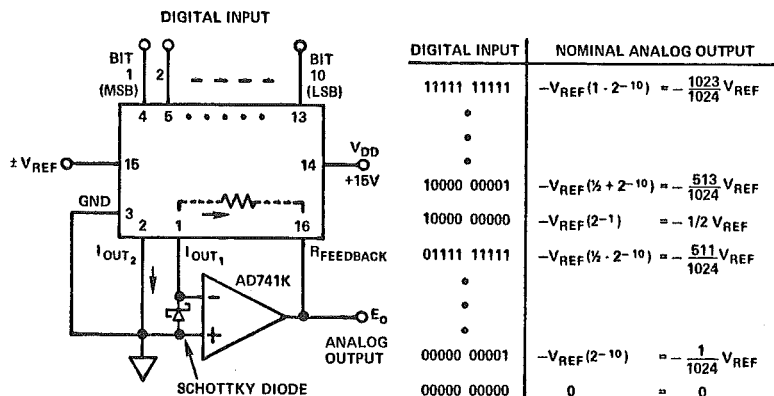 DIGITAL INPUT
BIT 1 (MSB)
2
BIT 10 (LSB)
4 5 13
± VREF
15
14
VDD
+15V
GND
3
2 1 16
IOUT2
IOUT1
RFEEDBACK
AD741K
−
+
EO
ANALOG OUTPUT
SCHOTTKY DIODE
DIGITAL INPUT NOMINAL ANALOG OUTPUT
11111 11111 −VREF(1 - 2−10) = − 1023/1024 VREF
10000 00001 −VREF(½ + 2−10) = − 513/1024 VREF
10000 00000 −VREF(2−1) = − 1/2 VREF
01111 11111 −VREF(½ - 2−10) = − 511/1024 VREF
00000 00001 −VREF(2−10) = − 1/1024 VREF
00000 00000 0 = 0